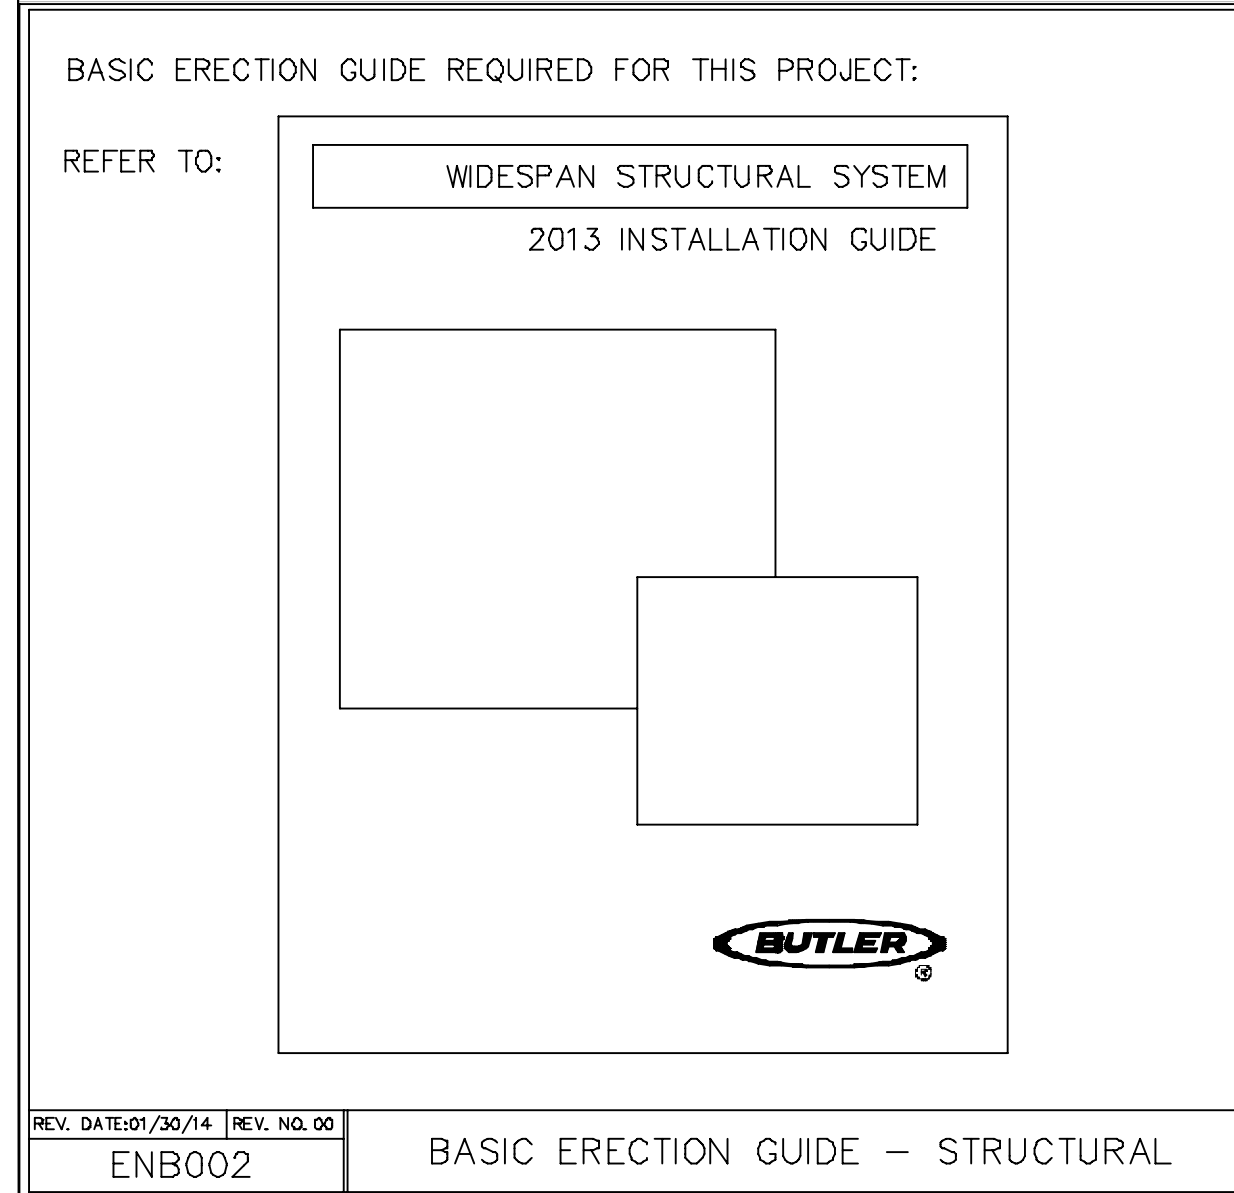 BASIC ERECTION GUIDE REQUIRED FOR THIS PROJECT:
REFER TO:
WIDESPAN STRUCTURAL SYSTEM
2013 INSTALLATION GUIDE
BUTLER
®
REV. DATE:01/30/14 REV. NO. 00
ENB002
BASIC ERECTION GUIDE – STRUCTURAL